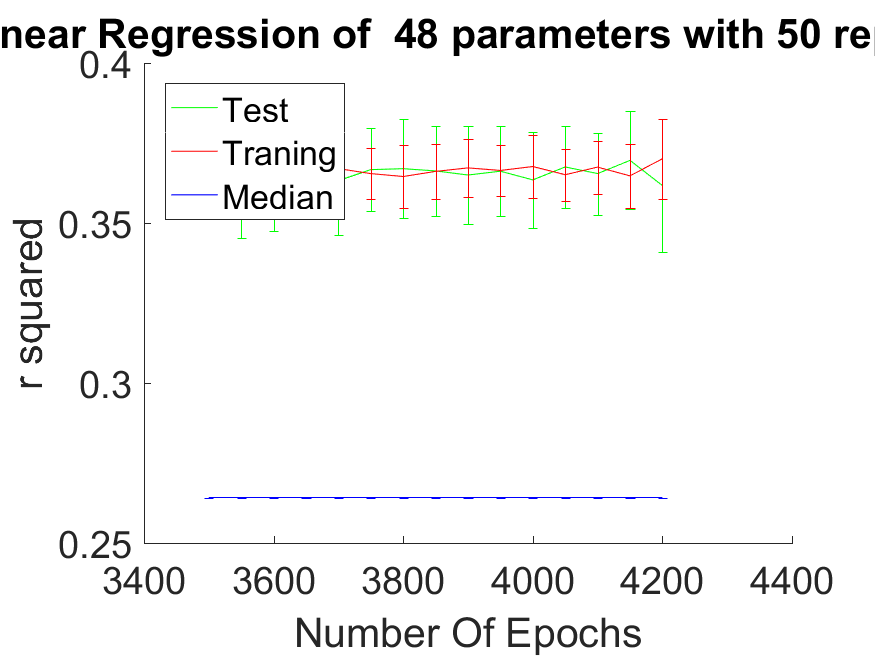 near Regression of 48 parameters with 50 rep
0.4
0.35
0.3
0.25
r squared
Test
Traning
Median
3400 3600 3800 4000 4200 4400
Number Of Epochs